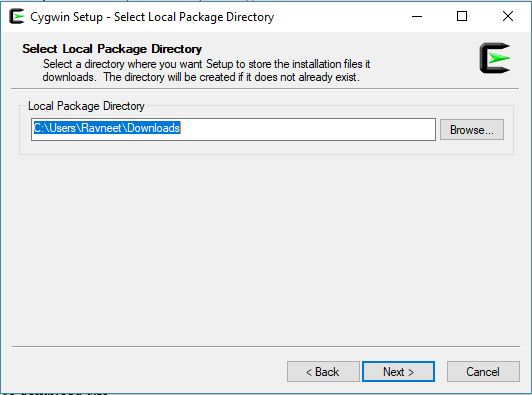 Cygwin Setup - Select Local Package Directory
Select Local Package Directory
Select a directory where you want Setup to store the installation files it
downloads. The directory will be created if it does not already exist.
Local Package Directory
C:\Users\Ravneet\Downloads
Browse...
< Back
Next >
Cancel